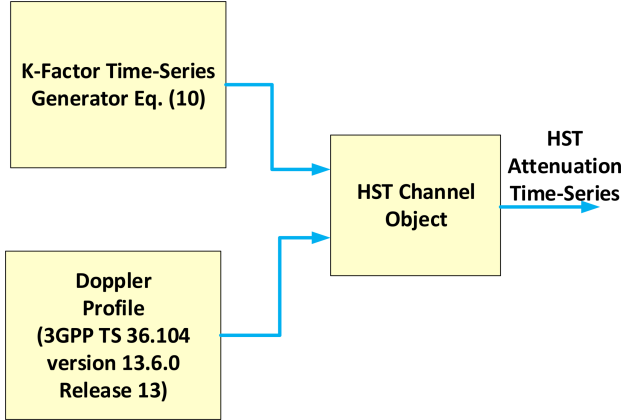 K-Factor Time-Series
Generator Eq. (10)
HST Channel
Object
HST
Attenuation
Time-Series
Doppler
Profile
(3GPP TS 36.104
version 13.6.0
Release 13)